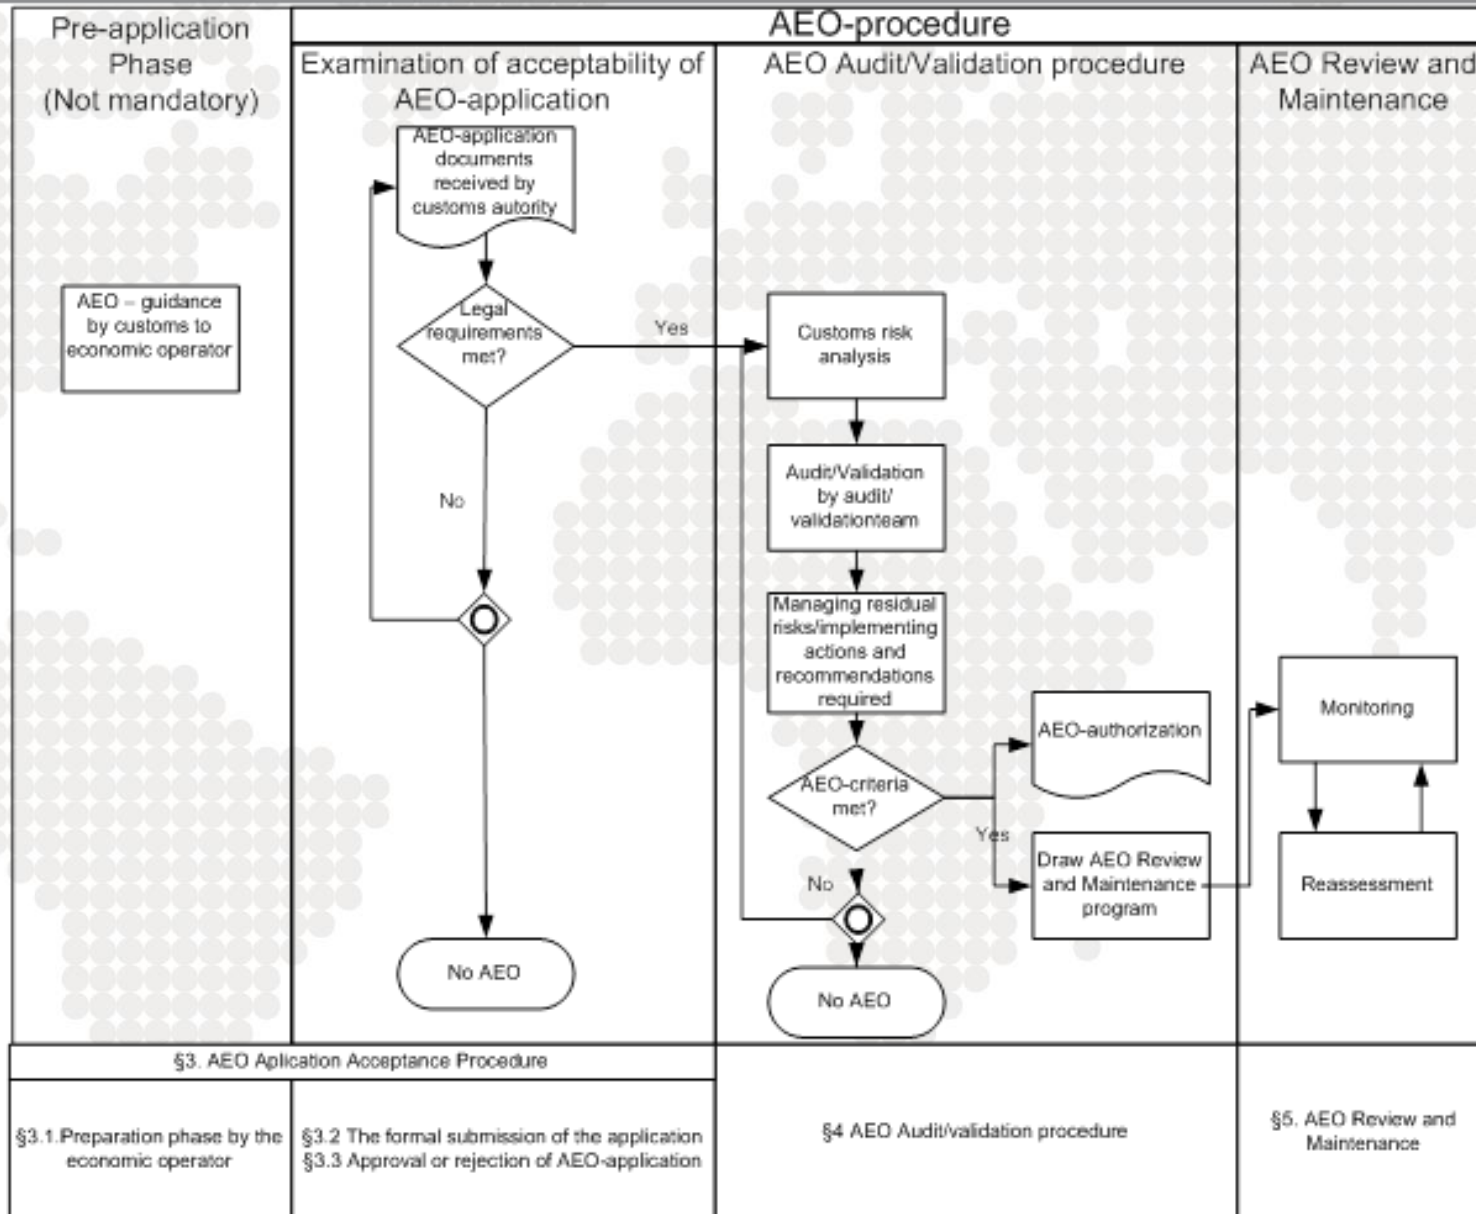 Pre-application
Phase
(Not mandatory)
AEO-procedure
Examination of acceptability of
AEO-application
AEO Audit/Validation procedure
AEO Review and
Maintenance
AEO-application
documents
received by
customs autority
AEO – guidance
by customs to
economic operator
Legal
requirements
met?
Yes
No
No AEO
Customs risk
analysis
Audit/Validation
by audit/
validationteam
Managing residual
risks/implementing
actions and
recommendations
required
AEO-criteria
met?
Yes
No
No AEO
AEO-authorization
Draw AEO Review
and Maintenance
program
Monitoring
Reassessment
§3. AEO Aplication Acceptance Procedure
§3.1.Preparation phase by the
economic operator
§3.2 The formal submission of the application
§3.3 Approval or rejection of AEO-application
§4 AEO Audit/validation procedure
§5. AEO Review and
Maintenance